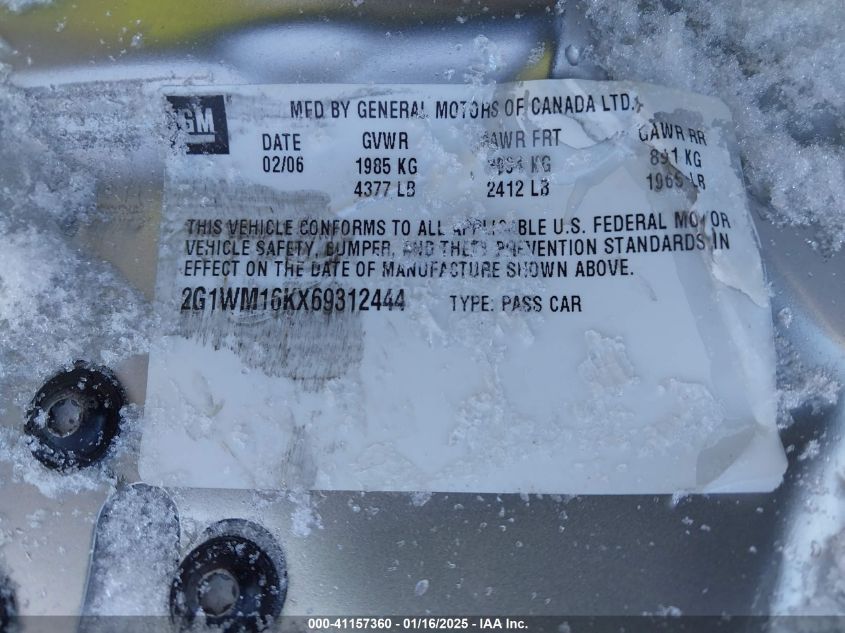 GM
MFD BY GENERAL MOTORS OF CANADA LTD.
DATE GVWR GAWR FRT GAWR RR
02/06 1985 KG 1094 KG 891 KG
4377 LB 2412 LB 1965 LR
THIS VEHICLE CONFORMS TO ALL APPLICABLE U.S. FEDERAL MOTOR
VEHICLE SAFETY, BUMPER, AND THEFT PREVENTION STANDARDS IN
EFFECT ON THE DATE OF MANUFACTURE SHOWN ABOVE.
2G1WM16KX69312444 TYPE: PASS CAR
000-41157360 - 01/16/2025 - IAA Inc.